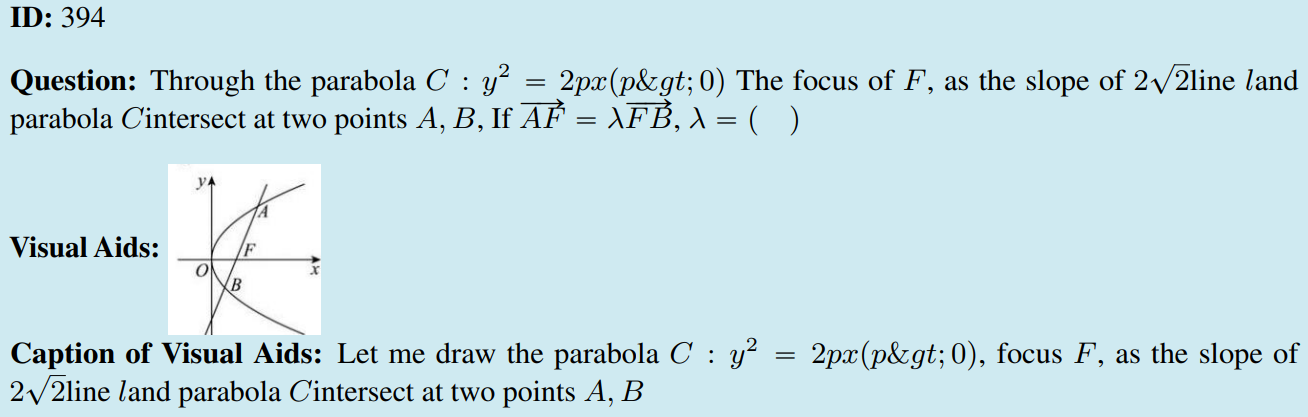 ID: 394
Question: Through the parabola C : y² = 2px(p&gt; 0) The focus of F, as the slope of 2√2line land
parabola Cintersect at two points A, B, If \overrightarrow{AF} = λ\overrightarrow{FB}, λ = ( )
y
A
F
O
x
B
Visual Aids:
Caption of Visual Aids: Let me draw the parabola C : y² = 2px(p&gt; 0), focus F, as the slope of
2√2line land parabola Cintersect at two points A, B